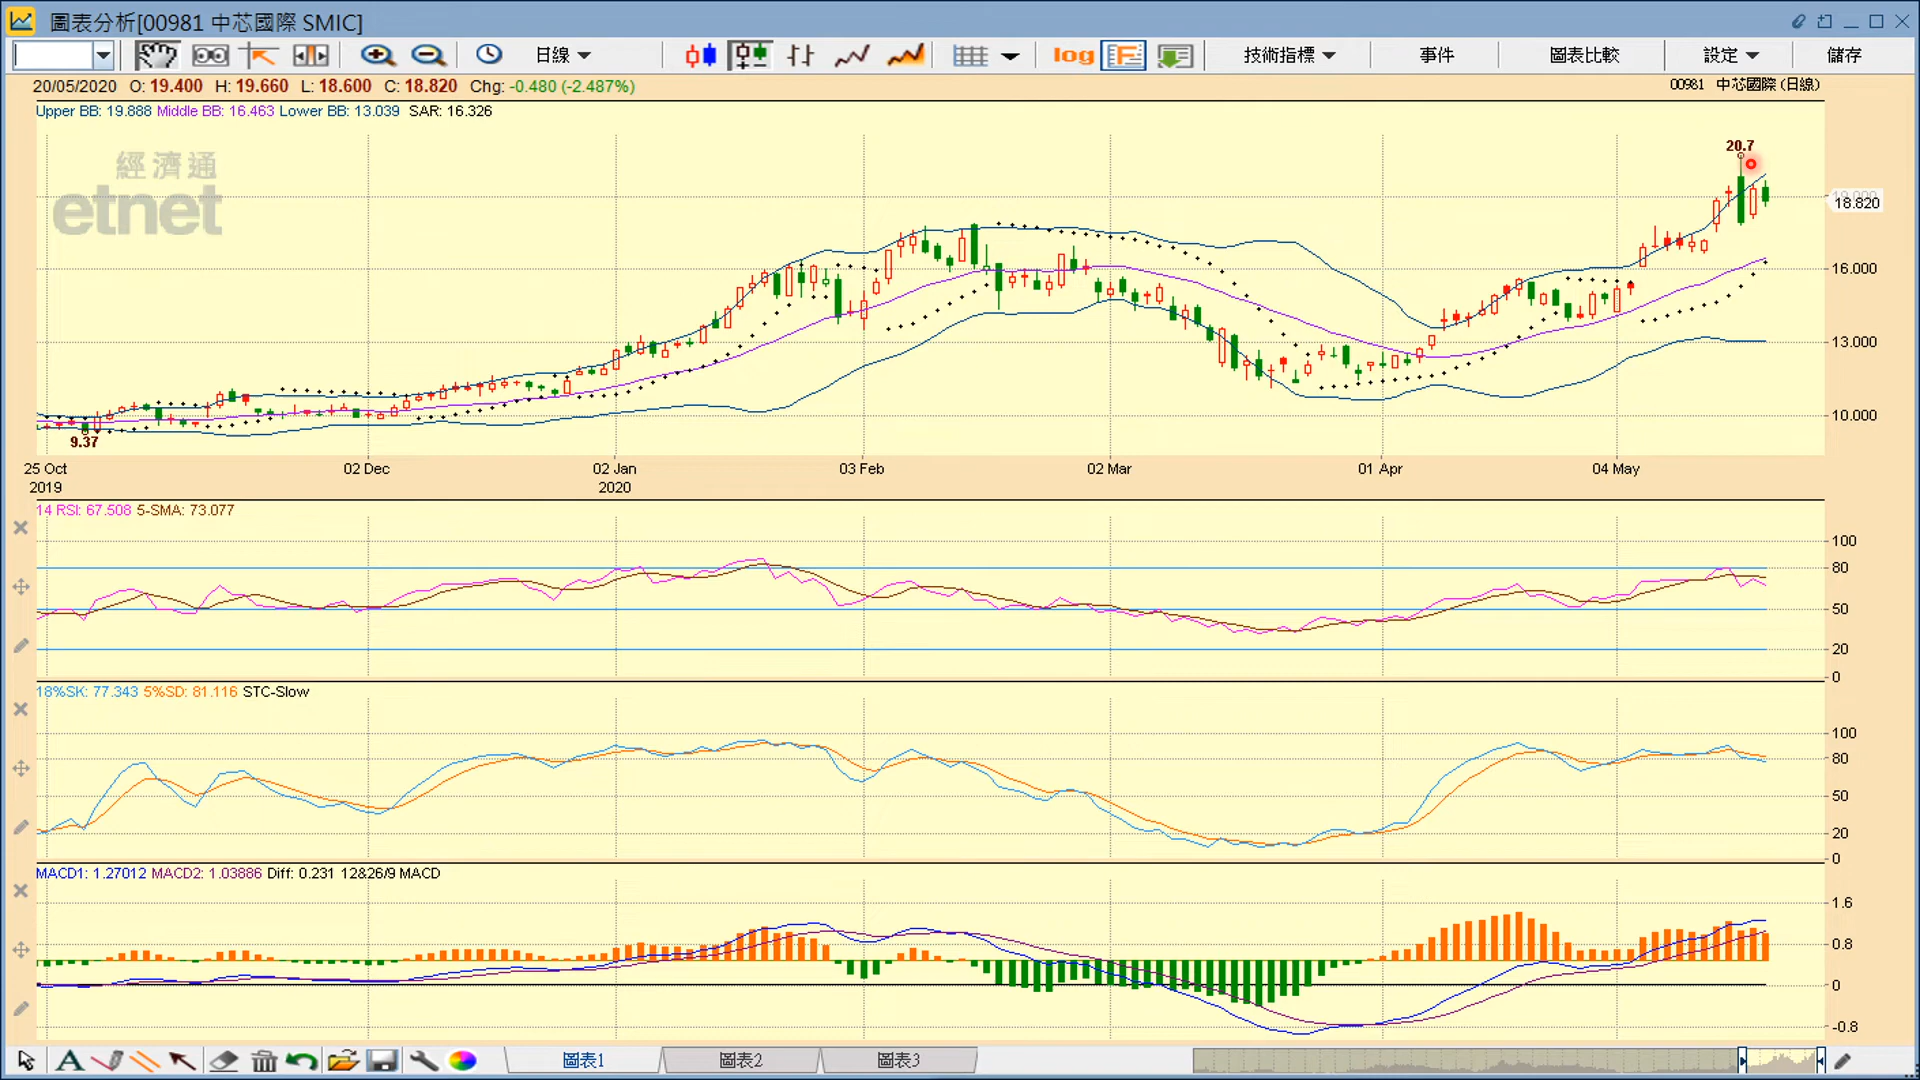 圖表分析[00981 中芯國際 SMIC]
日線 log 技術指標 事件 圖表比較 設定 儲存
20/05/2020 O: 19.400 H: 19.660 L: 18.600 C: 18.820 Chg: -0.480 (-2.487%) 00981 中芯國際 (日線)
Upper BB: 19.888 Middle BB: 16.463 Lower BB: 13.039 SAR: 16.326
經濟通
etnet
20.7
18.820
16.000
13.000
10.000
9.37
25 Oct 02 Dec 02 Jan 03 Feb 02 Mar 01 Apr 04 May
2019 2020
14 RSI: 67.508 5-SMA: 73.077
100
80
50
20
0
18%SK: 77.343 5%SD: 81.116 STC-Slow
100
80
50
20
0
MACD1: 1.27012 MACD2: 1.03886 Diff: 0.231 12&26/9 MACD
1.6
0.8
0
-0.8
圖表1 圖表2 圖表3